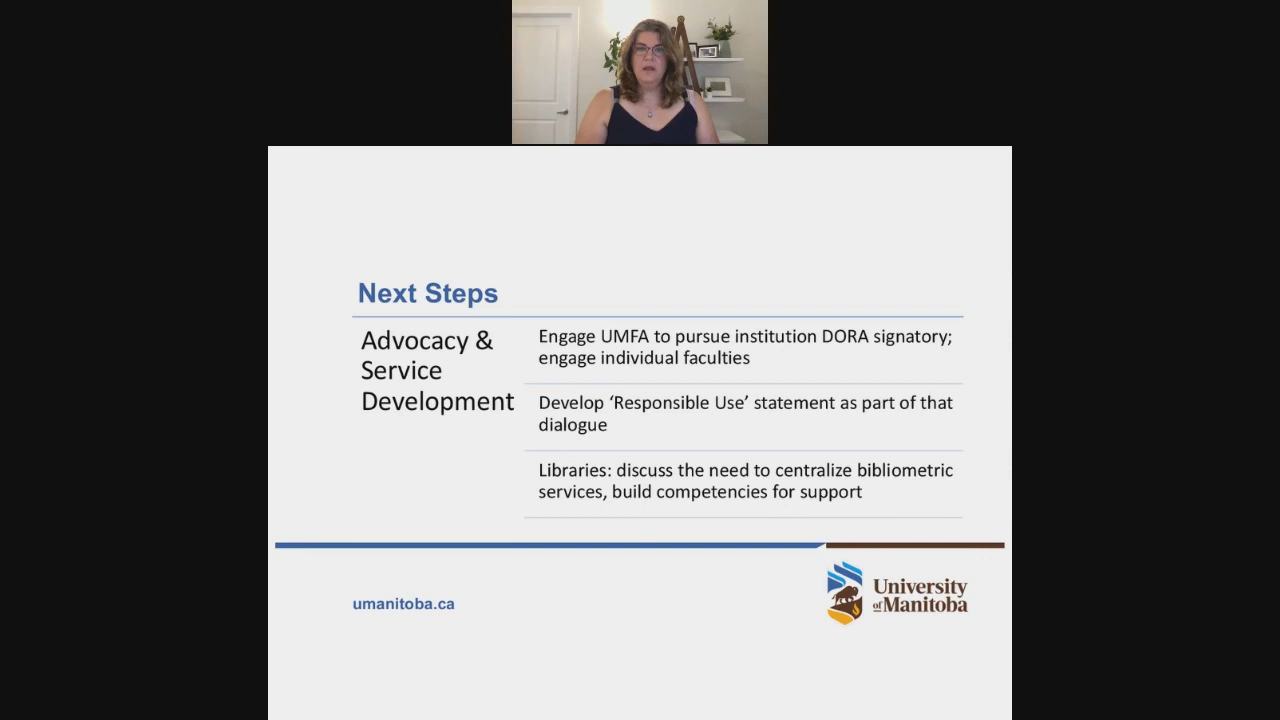 Next Steps
Advocacy &
Service
Development
Engage UMFA to pursue institution DORA signatory;
engage individual faculties
Develop ‘Responsible Use’ statement as part of that
dialogue
Libraries: discuss the need to centralize bibliometric
services, build competencies for support
umanitoba.ca
University
of Manitoba